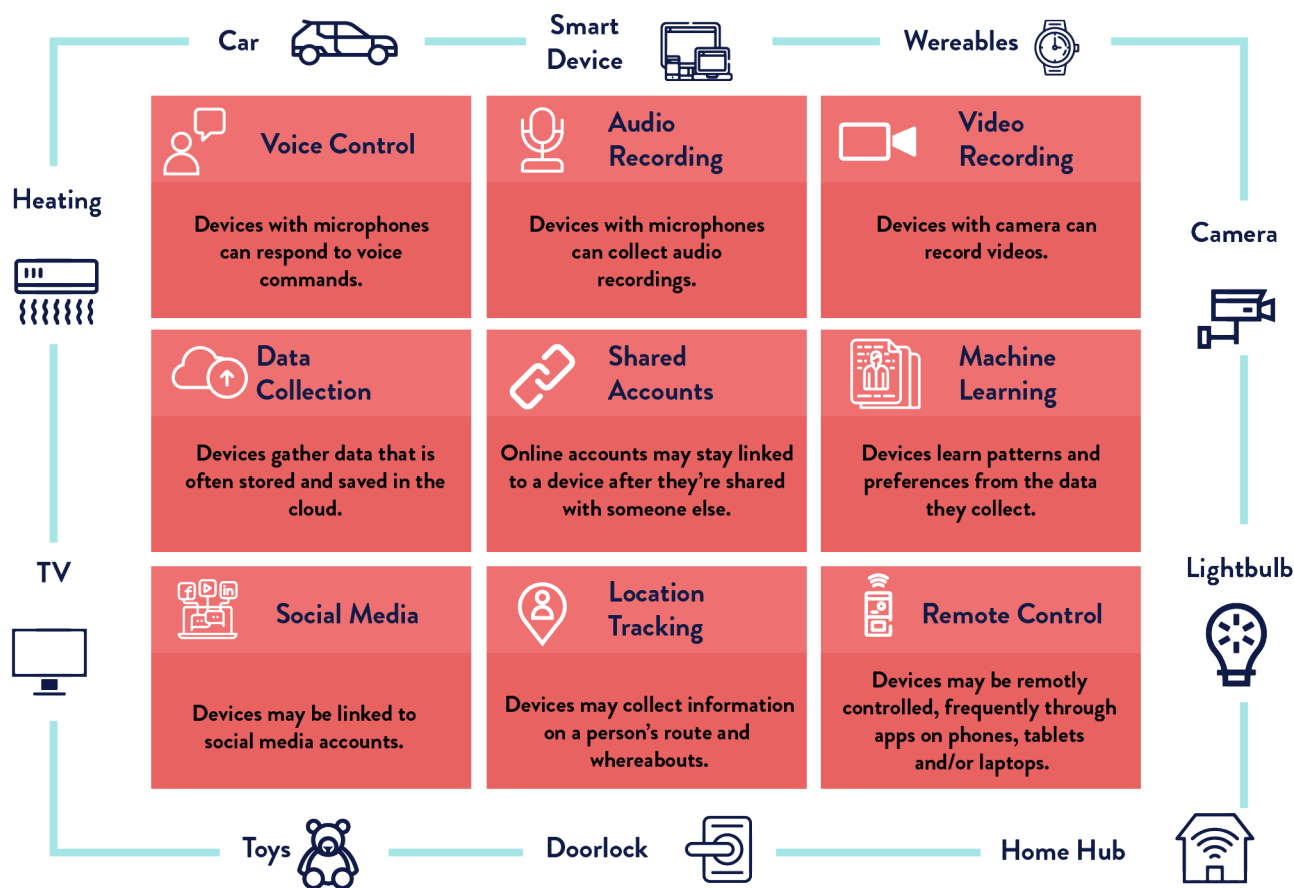 Car
Smart
Device
Wereables
Heating
Camera
Voice Control
Devices with microphones
can respond to voice
commands.
Audio
Recording
Devices with microphones
can collect audio
recordings.
Video
Recording
Devices with camera can
record videos.
Data
Collection
Devices gather data that is
often stored and saved in the
cloud.
Shared
Accounts
Online accounts may stay linked
to a device after they're shared
with someone else.
Machine
Learning
Devices learn patterns and
preferences from the data
they collect.
TV
Lightbulb
Social Media
Devices may be linked to
social media accounts.
Location
Tracking
Devices may collect information
on a person's route and
whereabouts.
Remote Control
Devices may be remotly
controlled, frequently through
apps on phones, tablets
and/or laptops.
Toys
Doorlock
Home Hub